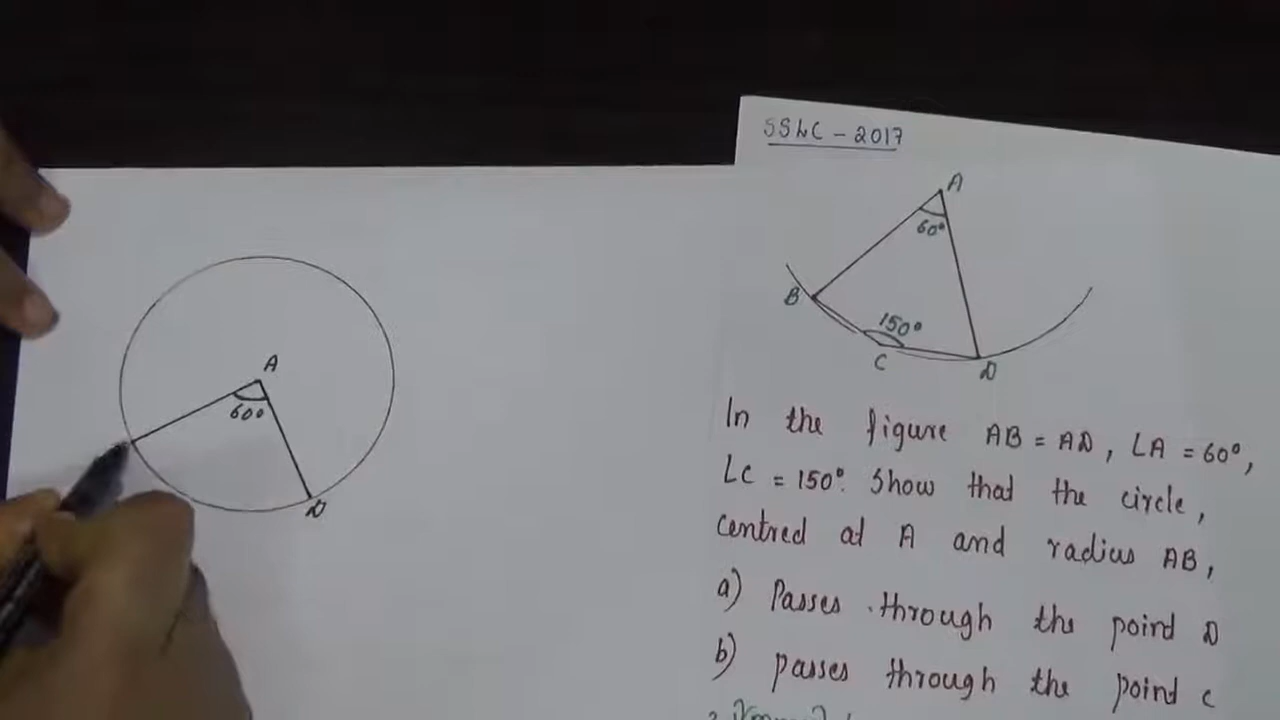 SSLC - 2017
A
60°
B
150°
C
D
A
60°
D
In the figure AB = AD, ∠A = 60°,
∠C = 150°. Show that the circle,
centred at A and radius AB,
a) Passes through the point D
b) passes through the point C